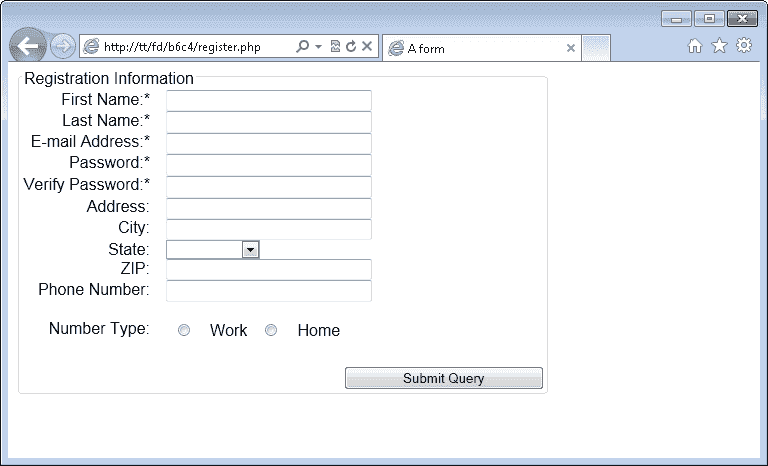 http://tt/fd/b6c4/register.php
A form
Registration Information
First Name:*
Last Name:*
E-mail Address:*
Password:*
Verify Password:*
Address:
City:
State:
ZIP:
Phone Number:
Number Type: Work Home
Submit Query